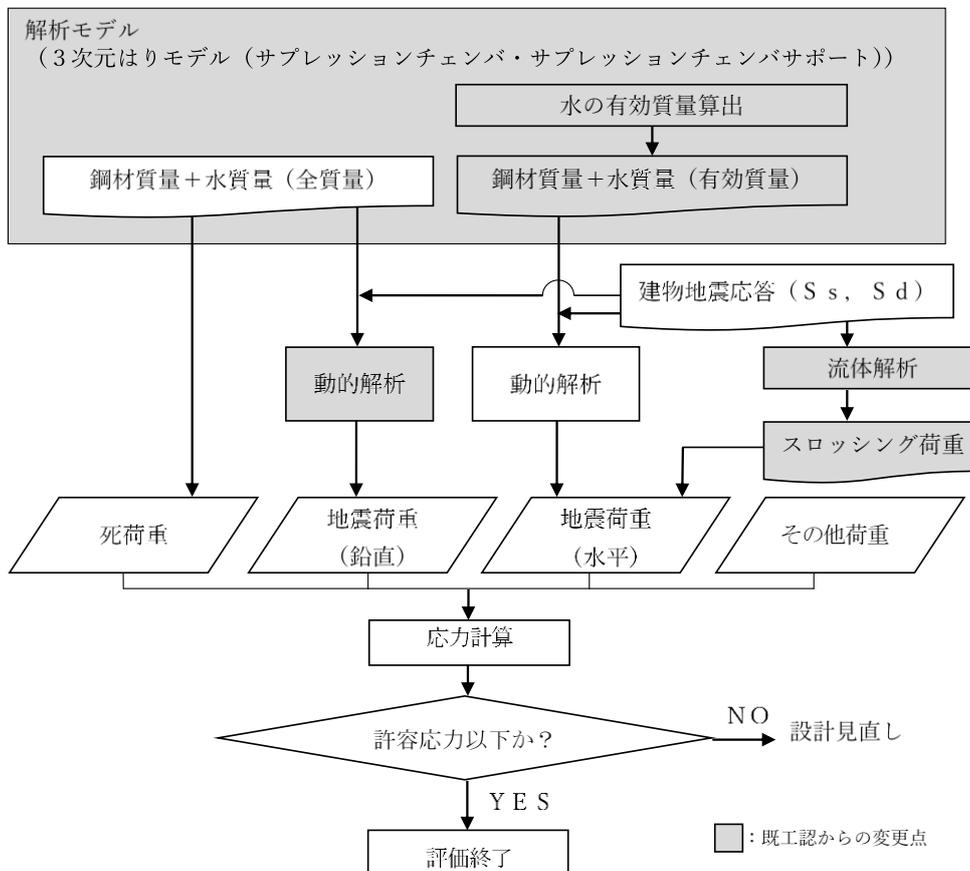 解析モデル
(3次元はりモデル(サプレッションチェンバ・サプレッションチェンバサポート))
水の有効質量算出
鋼材質量+水質量(全質量)
鋼材質量+水質量(有効質量)
建物地震応答(Ss,Sd)
動的解析
動的解析
流体解析
スロッシング荷重
死荷重
地震荷重
(鉛直)
地震荷重
(水平)
その他荷重
応力計算
許容応力以下か?
NO
設計見直し
YES
評価終了
:既工認からの変更点